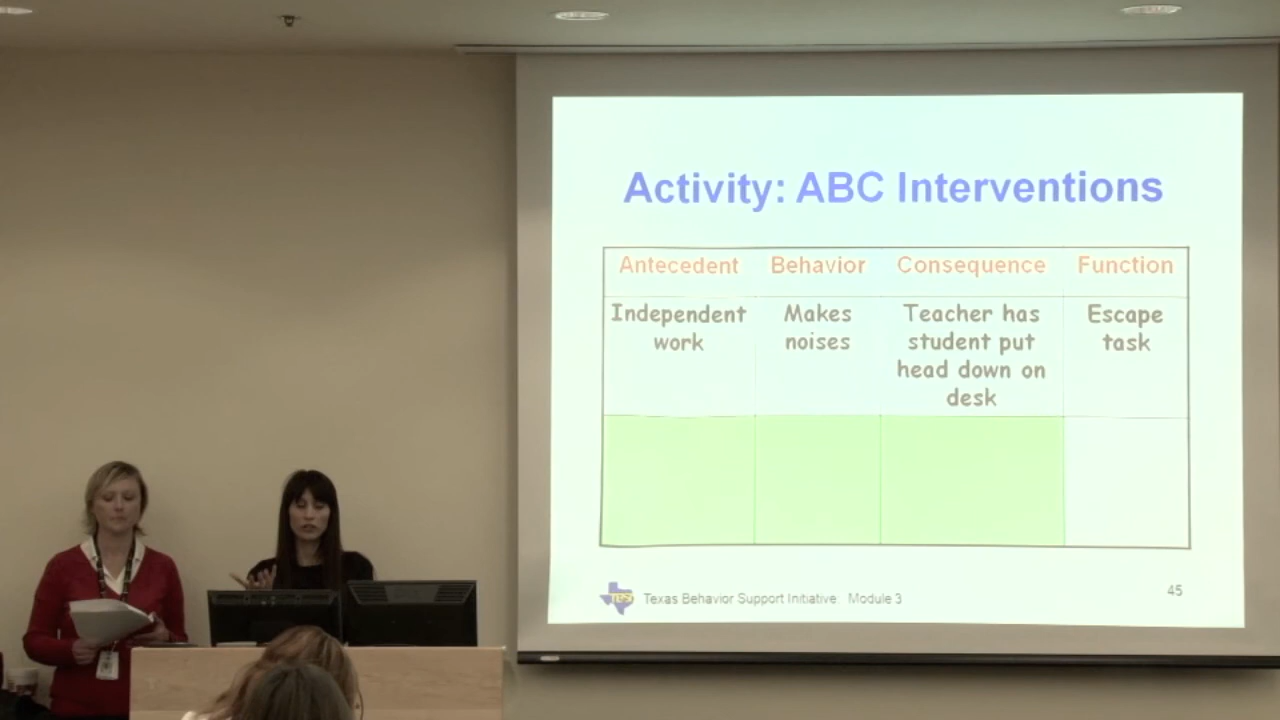 Activity: ABC Interventions
Antecedent Behavior Consequence Function
Independent work
Makes noises
Teacher has student put head down on desk
Escape task
TBSI
Texas Behavior Support Initiative Module 3
45